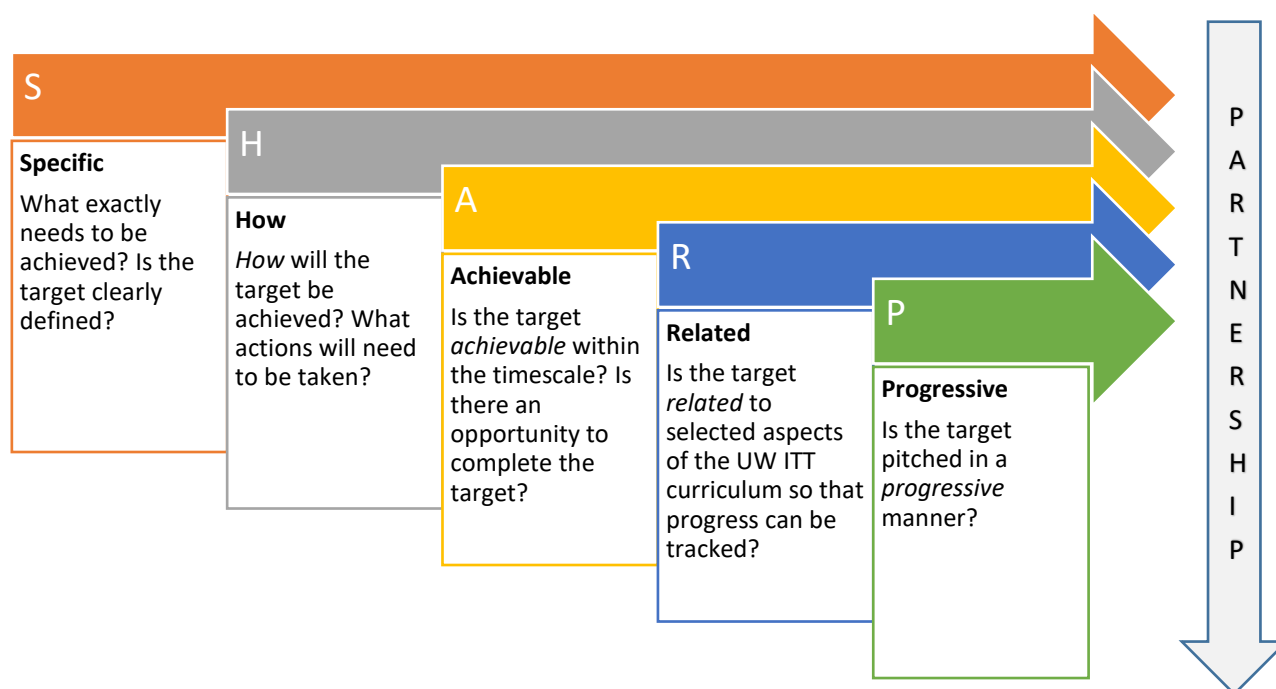 S
Specific
What exactly
needs to be
achieved? Is the
target clearly
defined?
H
How
How will the
target be
achieved? What
actions will need
to be taken?
A
Achievable
Is the target
achievable within
the timescale? Is
there an
opportunity to
complete the
target?
R
Related
Is the target
related to
selected aspects
of the UW ITT
curriculum so that
progress can be
tracked?
P
Progressive
Is the target
pitched in a
progressive
manner?
P
A
R
T
N
E
R
S
H
I
P